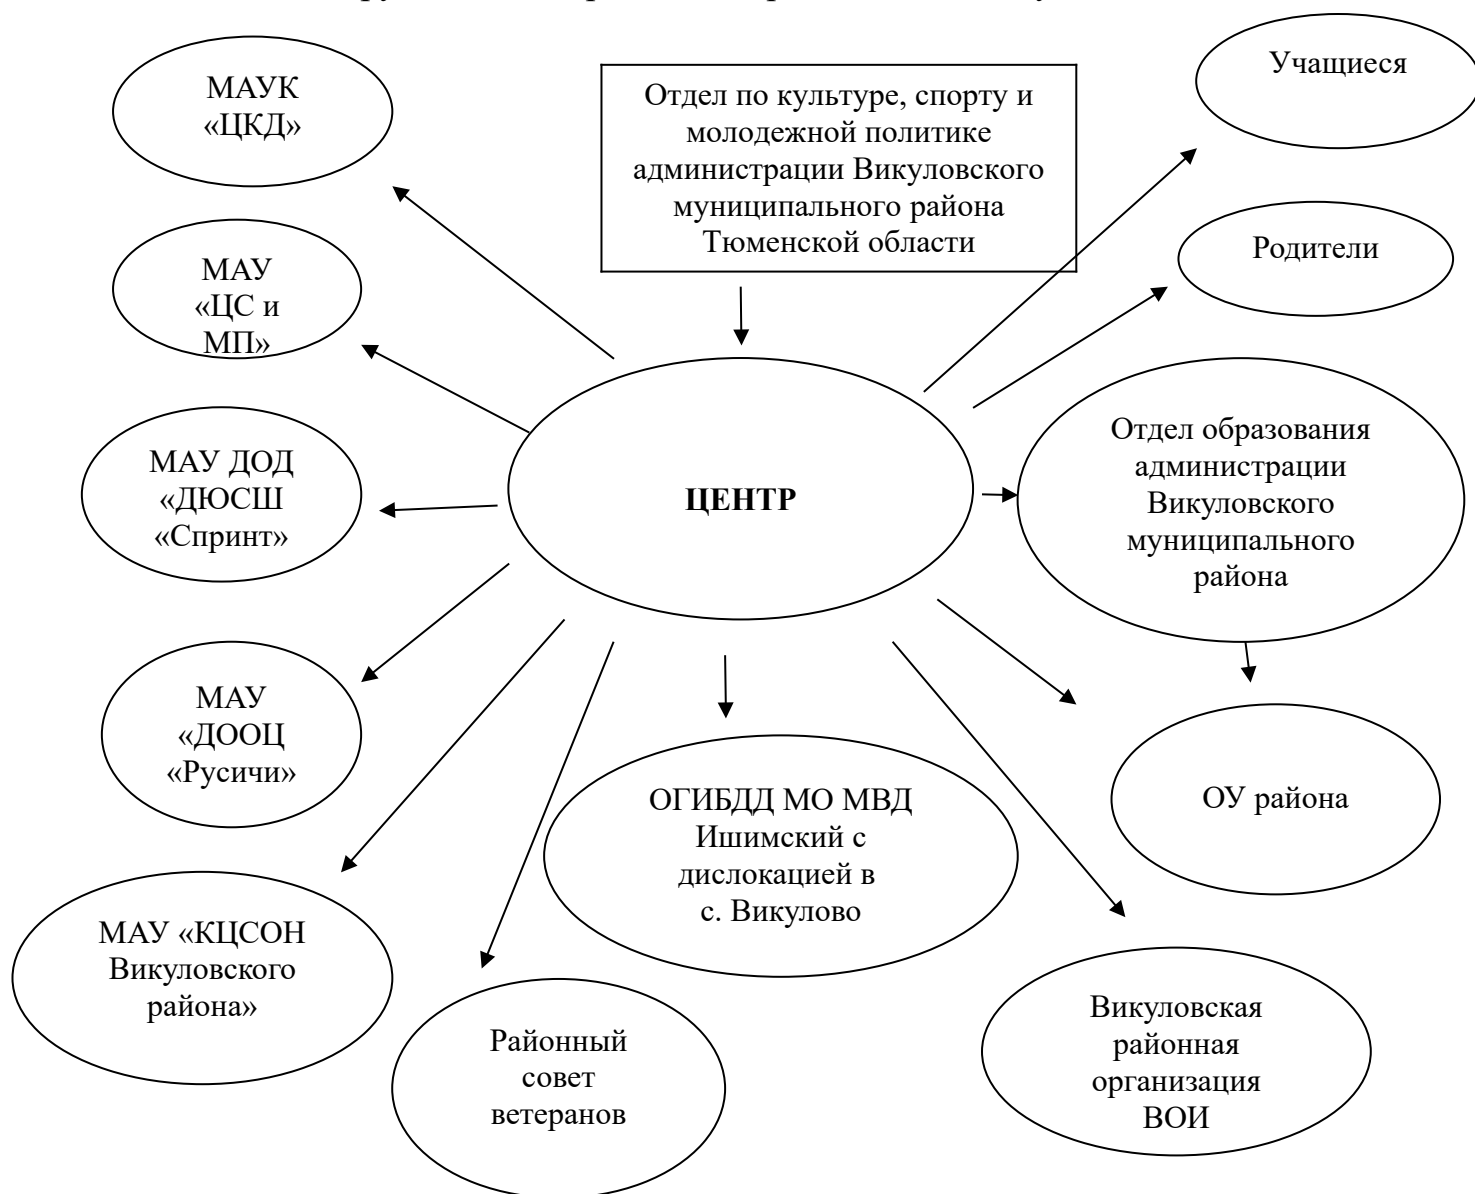 Отдел по культуре, спорту и
молодежной политике
администрации Викуловского
муниципального района
Тюменской области
Учащиеся
МАУК
«ЦКД»
Родители
МАУ
«ЦС и
МП»
Отдел образования
администрации
Викуловского
муниципального
района
МАУ ДОД
«ДЮСШ
«Спринт»
ЦЕНТР
МАУ
«ДООЦ
«Русичи»
ОГИБДД МО МВД
Ишимский с
дислокацией в
с. Викулово
ОУ района
МАУ «КЦСОН
Викуловского
района»
Районный
совет
ветеранов
Викуловская
районная
организация
ВОИ